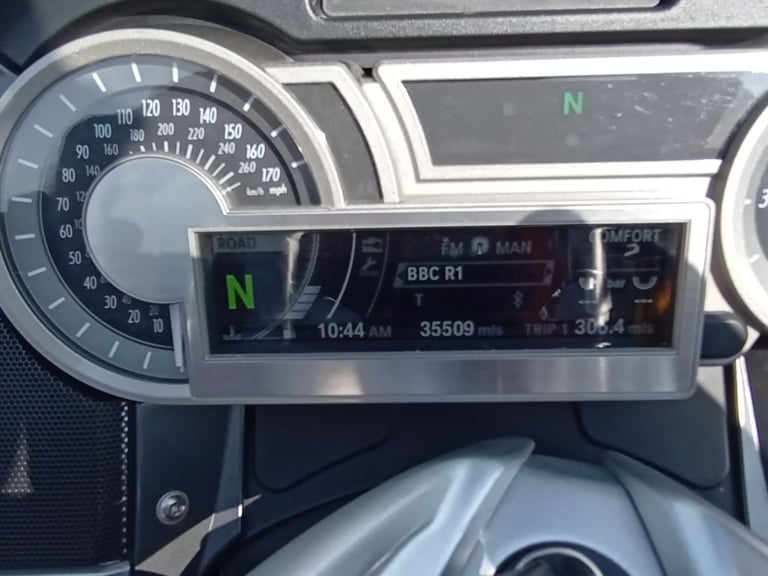 N
110 120 130 140
100 180 200 220 150
90 160 240 160
80 140 260 170
km/h mph
70
60
50
40
30
20
10
ROAD
FM MAN
COMFORT
N
BBC R1
bar
T
--- ---
10:44 AM 35509 mls TRIP 1
mls